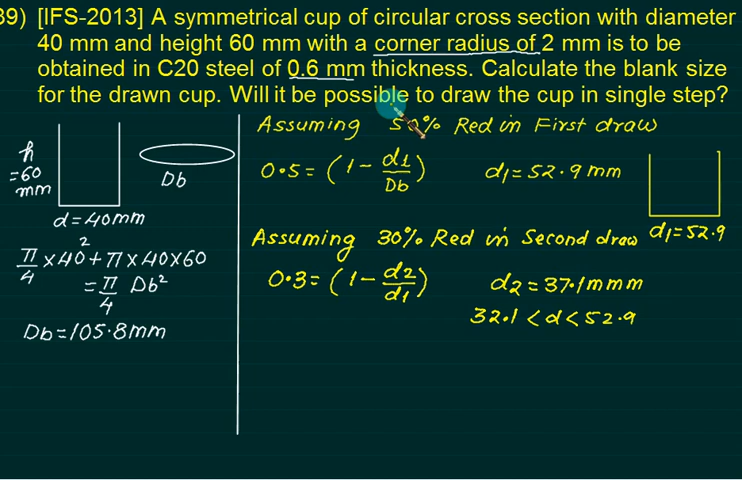 39) [IFS-2013] A symmetrical cup of circular cross section with diameter
40 mm and height 60 mm with a corner radius of 2 mm is to be
obtained in C20 steel of 0.6 mm thickness. Calculate the blank size
for the drawn cup. Will it be possible to draw the cup in single step?
h
=60
mm
Db
d=40mm
π/4 × 40² + π × 40 × 60
= π/4 Db²
Db=105.8mm
Assuming 50% Red in First draw
0.5 = (1 - d1/Db) d1 = 52.9 mm
d1=52.9
Assuming 30% Red in Second draw
0.3 = (1 - d2/d1) d2 = 37.1mmm
32.1 < d < 52.9